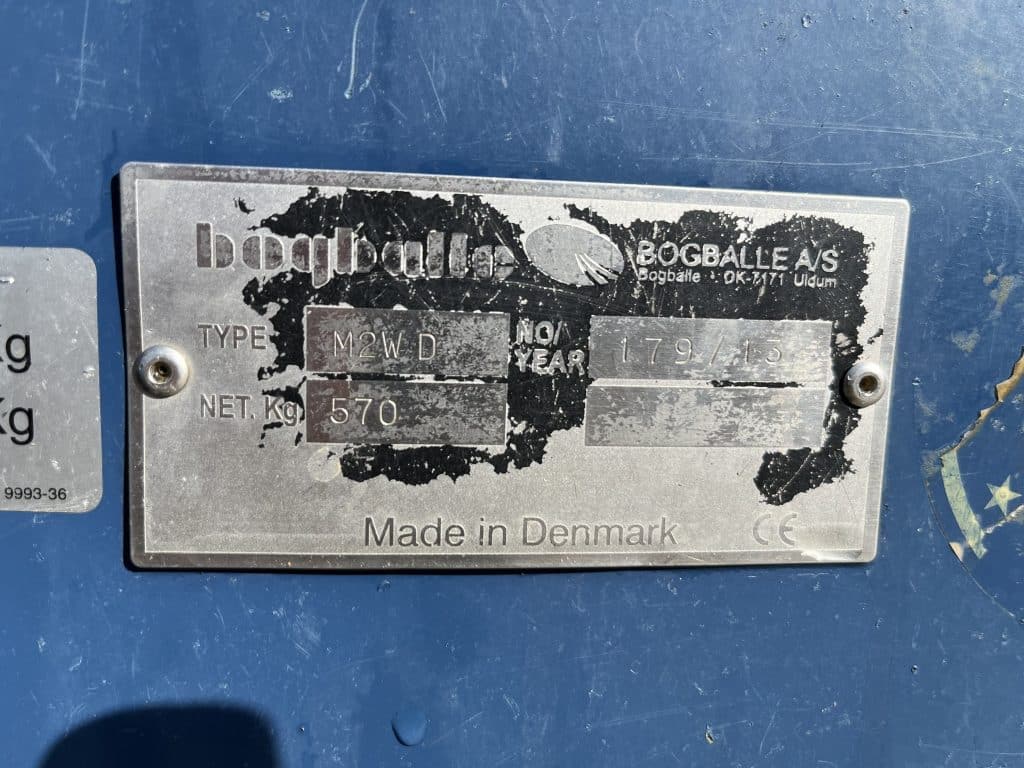 bogballe
BOGBALLE A/S
Bogballe · DK-7171 Uldum
TYPE M2W D NO/YEAR 179/13
NET. Kg. 570
Made in Denmark CE
Kg
Kg
9993-36